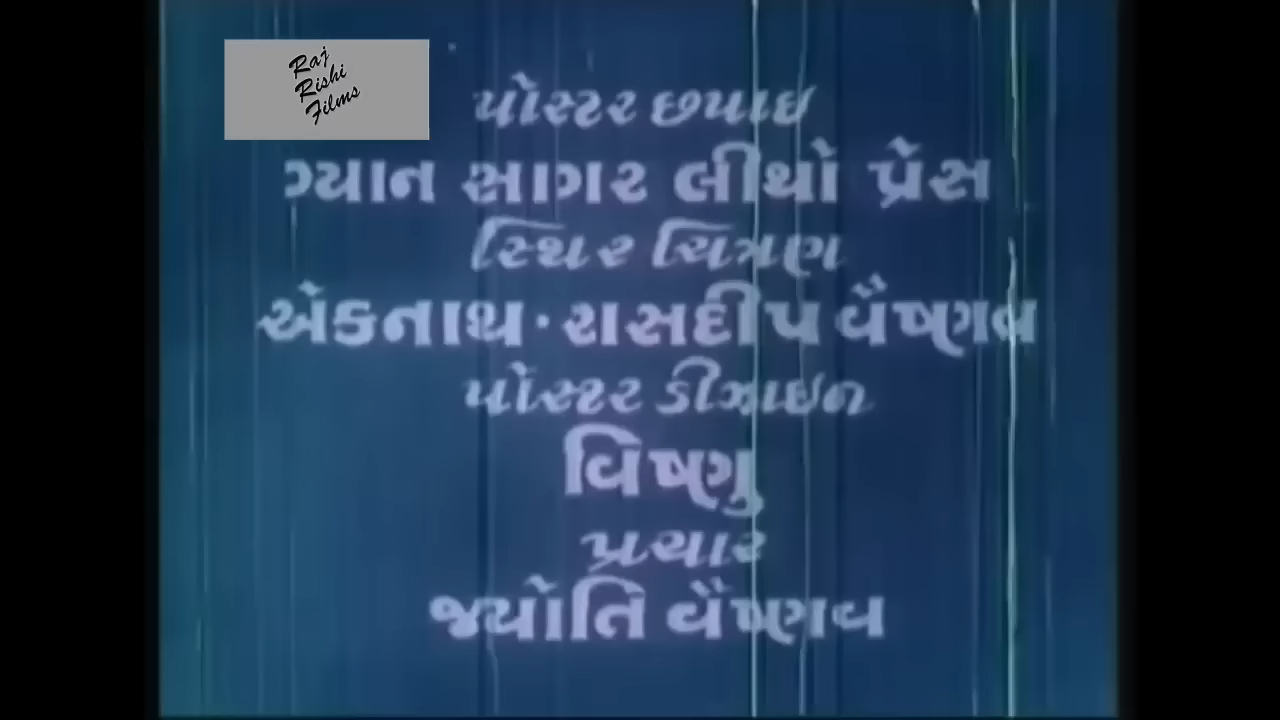 Raj
Rishi
Films
પોસ્ટર છપાઇ
ગ્યાન સાગર લીથો પ્રેસ
સ્થિર ચિત્રણ
એકનાથ · રાસદીપ વૈષ્ણવ
પોસ્ટર ડીઝાઇન
વિષ્ણુ
પ્રચાર
જ્યોતિ વૈષ્ણવ